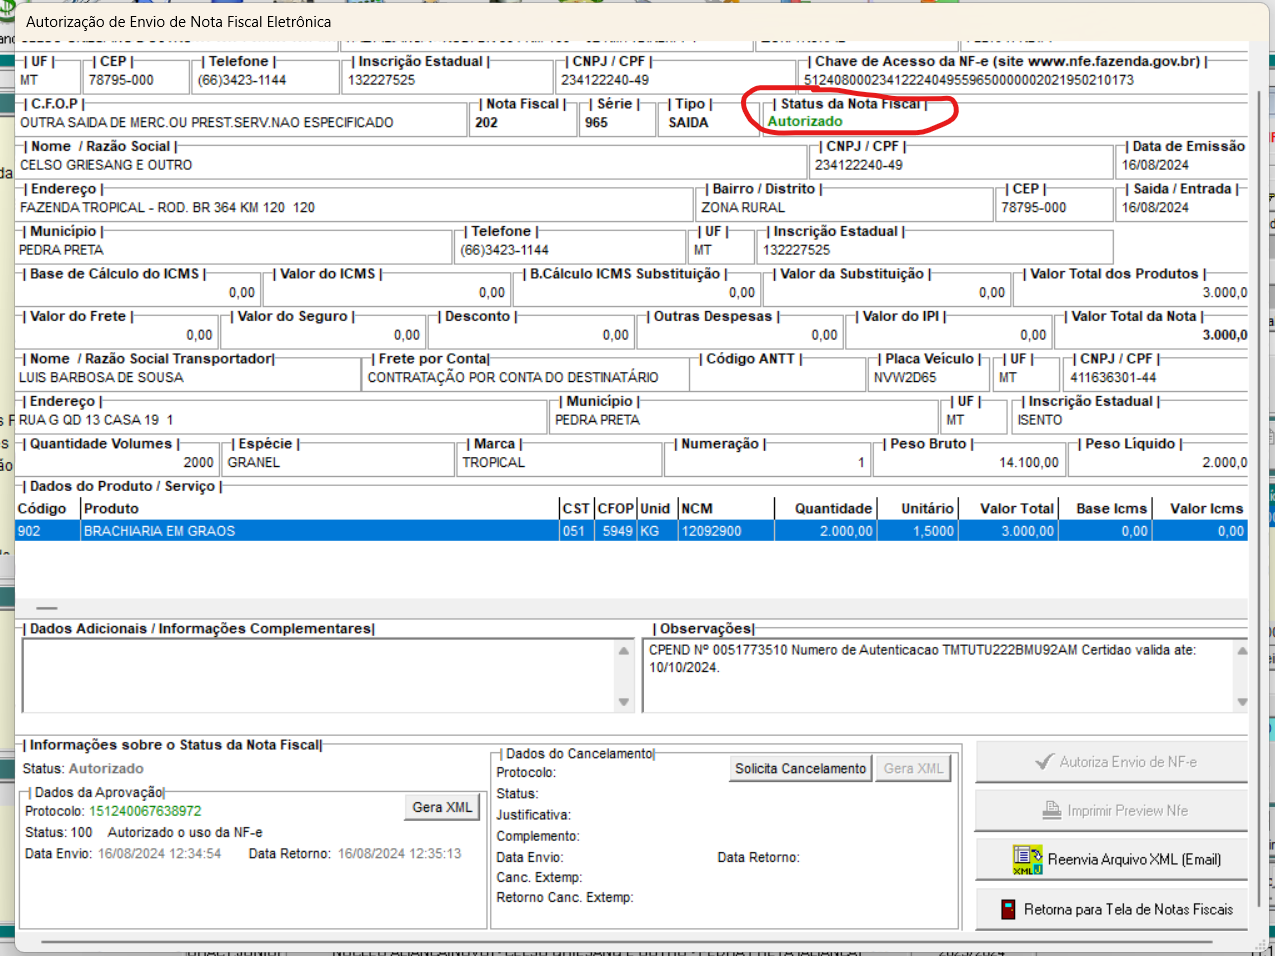 Autorização de Envio de Nota Fiscal Eletrônica
| UF | | CEP | | Telefone | | Inscrição Estadual | | CNPJ / CPF | | Chave de Acesso da NF-e (site www.nfe.fazenda.gov.br) |
MT 78795-000 (66)3423-1144 132227525 234122240-49 51240800023412224049559650000002021950210173
| C.F.O.P | | Nota Fiscal | | Série | | Tipo | | Status da Nota Fiscal |
OUTRA SAIDA DE MERC.OU PREST.SERV.NAO ESPECIFICADO 202 965 SAIDA Autorizado
| Nome / Razão Social | | CNPJ / CPF | | Data de Emissão
CELSO GRIESANG E OUTRO 234122240-49 16/08/2024
| Endereço | | Bairro / Distrito | | CEP | | Saida / Entrada |
FAZENDA TROPICAL - ROD. BR 364 KM 120 120 ZONA RURAL 78795-000 16/08/2024
| Município | | Telefone | | UF | | Inscrição Estadual |
PEDRA PRETA (66)3423-1144 MT 132227525
| Base de Cálculo do ICMS | | Valor do ICMS | | B.Cálculo ICMS Substituição | | Valor da Substituição | | Valor Total dos Produtos |
0,00 0,00 0,00 0,00 3.000,0
| Valor do Frete | | Valor do Seguro | | Desconto | | Outras Despesas | | Valor do IPI | | Valor Total da Nota |
0,00 0,00 0,00 0,00 0,00 3.000,0
| Nome / Razão Social Transportador| | Frete por Conta| | Código ANTT | | Placa Veículo | | UF | | CNPJ / CPF |
LUIS BARBOSA DE SOUSA CONTRATAÇÃO POR CONTA DO DESTINATÁRIO NVW2D65 MT 411636301-44
| Endereço | | Município | | UF | | Inscrição Estadual |
RUA G QD 13 CASA 19 1 PEDRA PRETA MT ISENTO
| Quantidade Volumes | | Espécie | | Marca | | Numeração | | Peso Bruto | | Peso Líquido |
2000 GRANEL TROPICAL 1 14.100,00 2.000,0
| Dados do Produto / Serviço |
Código Produto CST CFOP Unid NCM Quantidade Unitário Valor Total Base Icms Valor Icms
902 BRACHIARIA EM GRAOS 051 5949 KG 12092900 2.000,00 1,5000 3.000,00 0,00 0,00
| Dados Adicionais / Informações Complementares| | Observações|
CPEND Nº 0051773510 Numero de Autenticacao TMTUTU222BMU92AM Certidao valida ate:
10/10/2024.
| Informações sobre o Status da Nota Fiscal|
Status: Autorizado
| Dados da Aprovação|
Protocolo: 151240067638972 Gera XML
Status: 100 Autorizado o uso da NF-e
Data Envio: 16/08/2024 12:34:54 Data Retorno: 16/08/2024 12:35:13
| Dados do Cancelamento|
Protocolo: Solicita Cancelamento Gera XML
Status:
Justificativa:
Complemento:
Data Envio: Data Retorno:
Canc. Extemp:
Retorno Canc. Extemp:
Autoriza Envio de NF-e
Imprimir Preview Nfe
Reenvia Arquivo XML (Email)
Retorna para Tela de Notas Fiscais